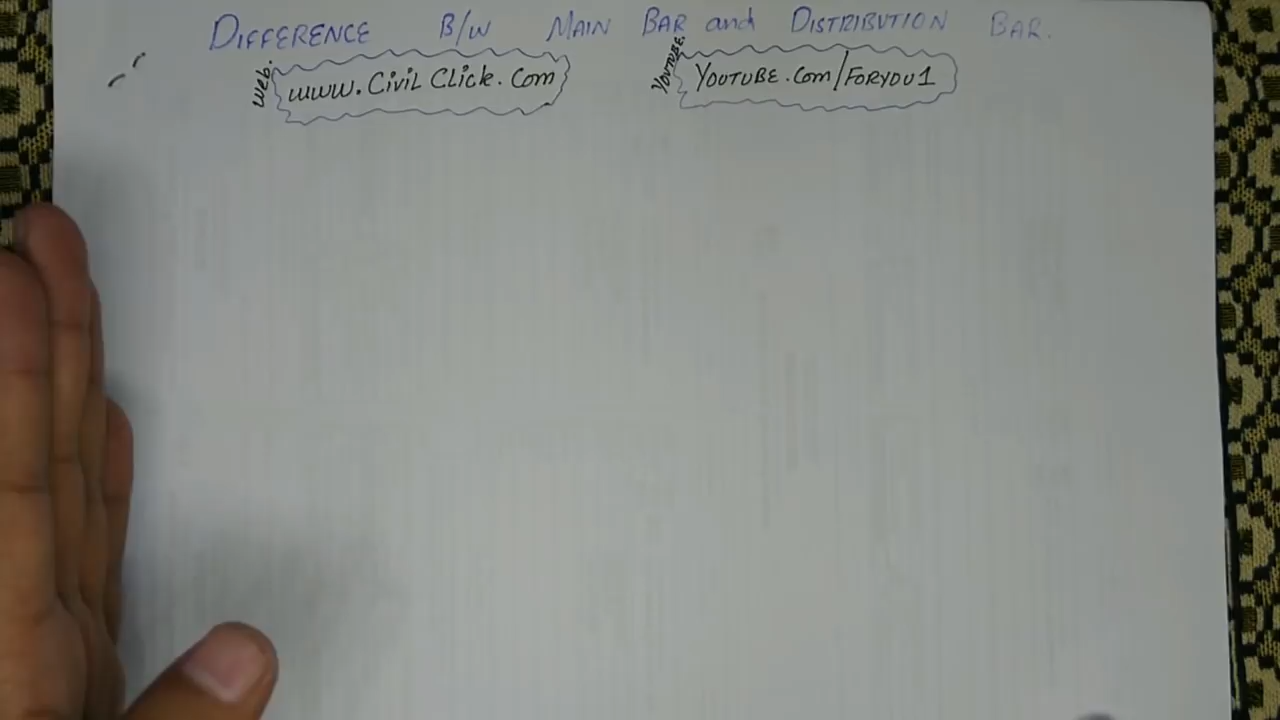 DIFFERENCE B/W MAIN BAR and DISTRIBUTION BAR.
Web. www.Civil Click.Com
YOUTUBE. YOUTUBE.Com/FORYOU1